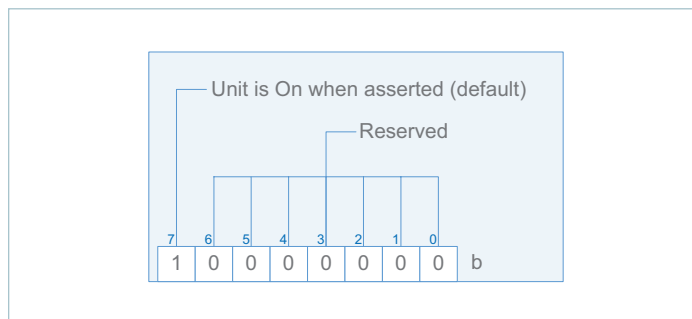 Unit is On when asserted (default)
Reserved
7 6 5 4 3 2 1 0
1 0 0 0 0 0 0 0 b